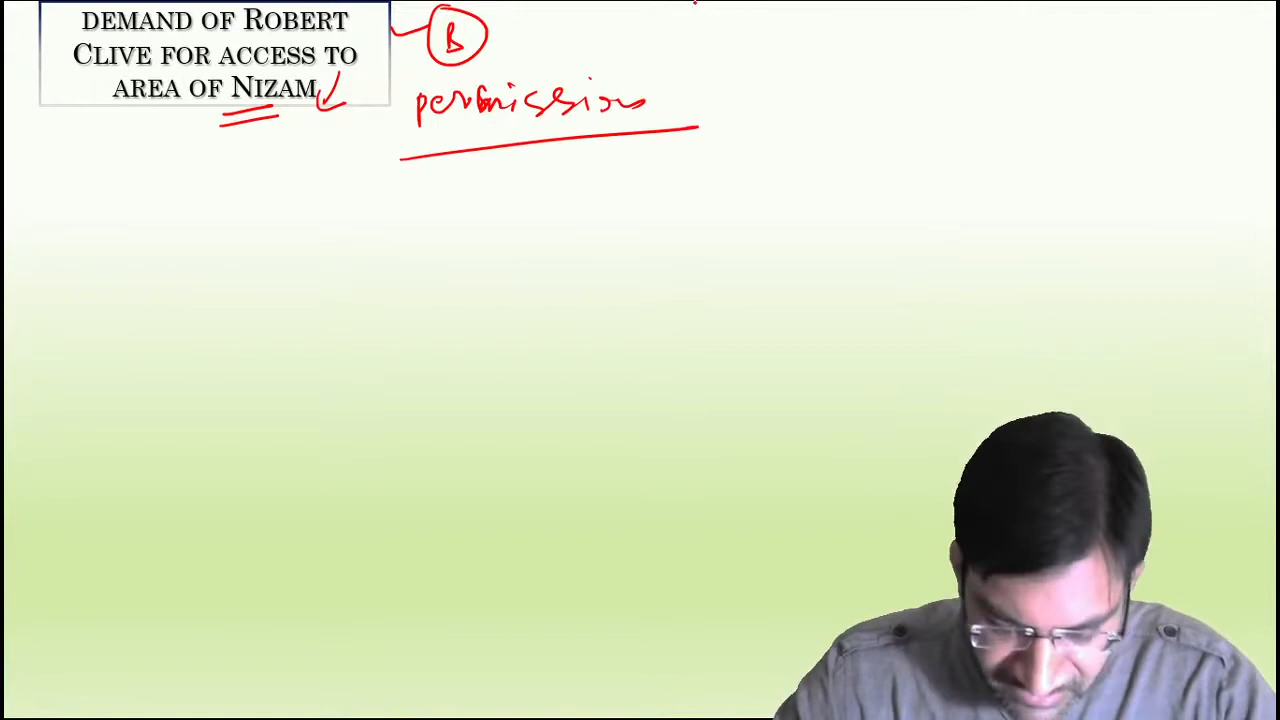 DEMAND OF ROBERT
CLIVE FOR ACCESS TO
AREA OF NIZAM
B
permission